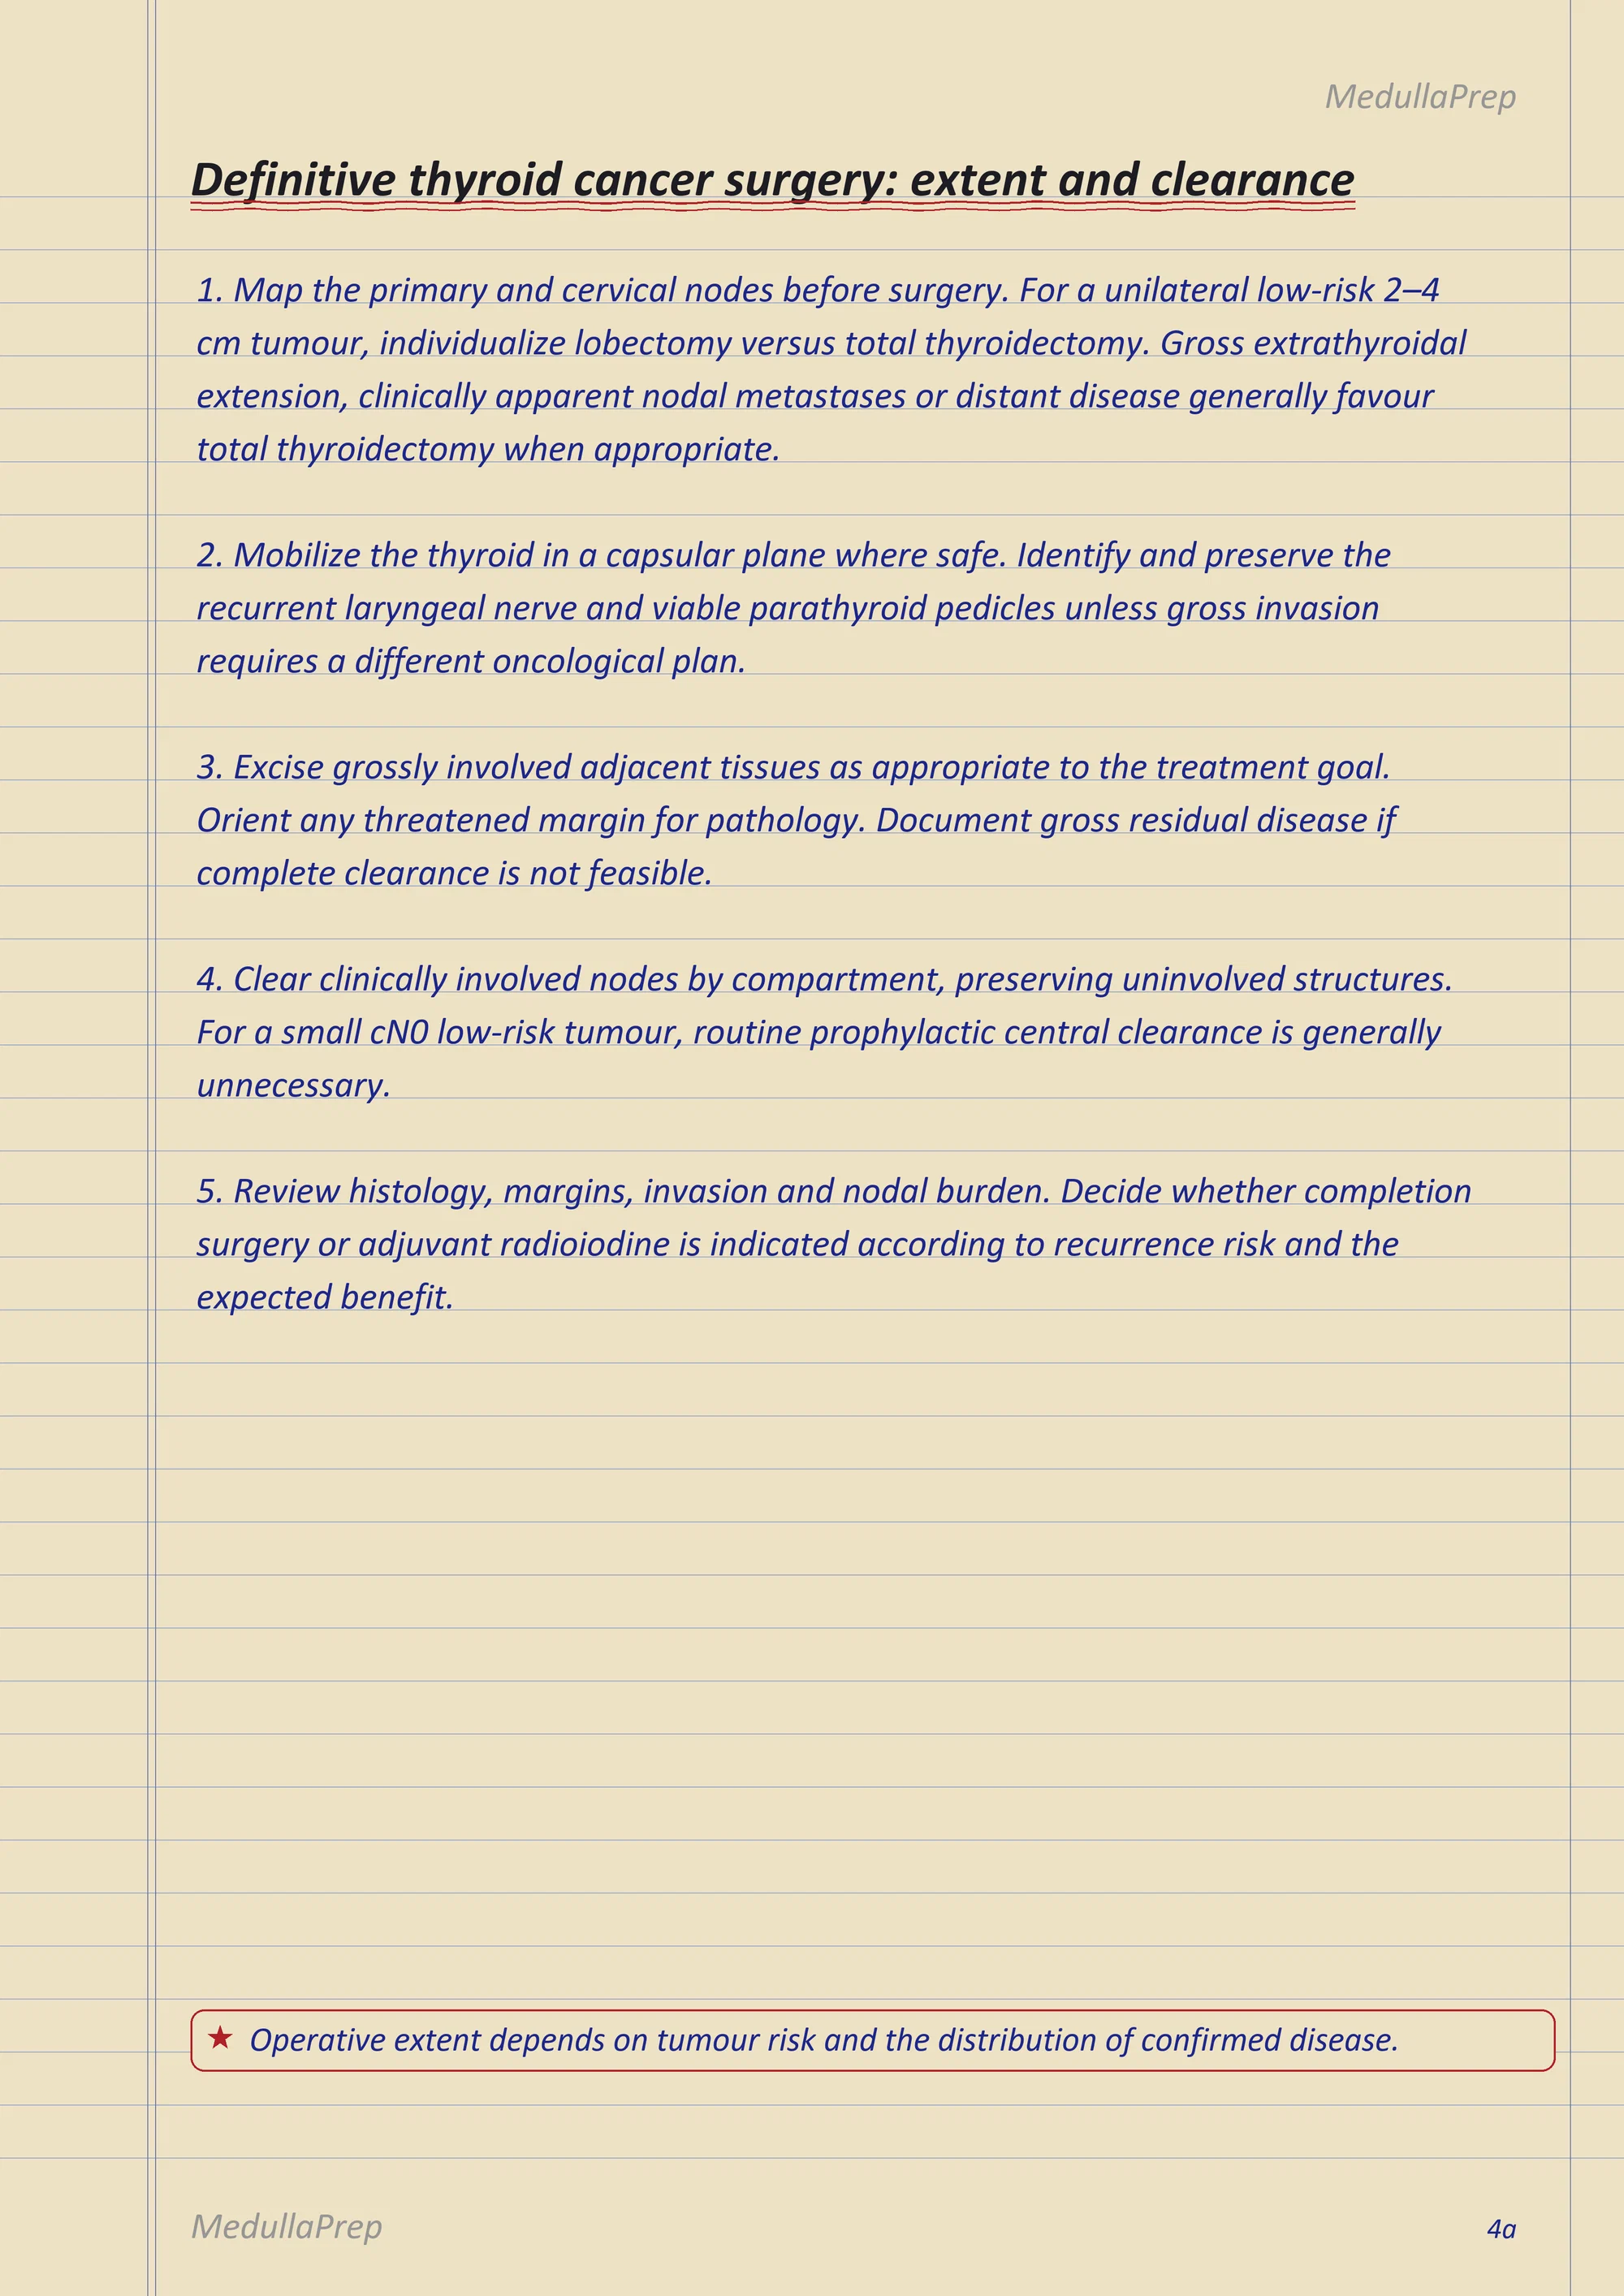 MedullaPrep
Definitive thyroid cancer surgery: extent and clearance
1. Map the primary and cervical nodes before surgery. For a unilateral low-risk 2–4
cm tumour, individualize lobectomy versus total thyroidectomy. Gross extrathyroidal
extension, clinically apparent nodal metastases or distant disease generally favour
total thyroidectomy when appropriate.
2. Mobilize the thyroid in a capsular plane where safe. Identify and preserve the
recurrent laryngeal nerve and viable parathyroid pedicles unless gross invasion
requires a different oncological plan.
3. Excise grossly involved adjacent tissues as appropriate to the treatment goal.
Orient any threatened margin for pathology. Document gross residual disease if
complete clearance is not feasible.
4. Clear clinically involved nodes by compartment, preserving uninvolved structures.
For a small cN0 low-risk tumour, routine prophylactic central clearance is generally
unnecessary.
5. Review histology, margins, invasion and nodal burden. Decide whether completion
surgery or adjuvant radioiodine is indicated according to recurrence risk and the
expected benefit.
★ Operative extent depends on tumour risk and the distribution of confirmed disease.
MedullaPrep
4a